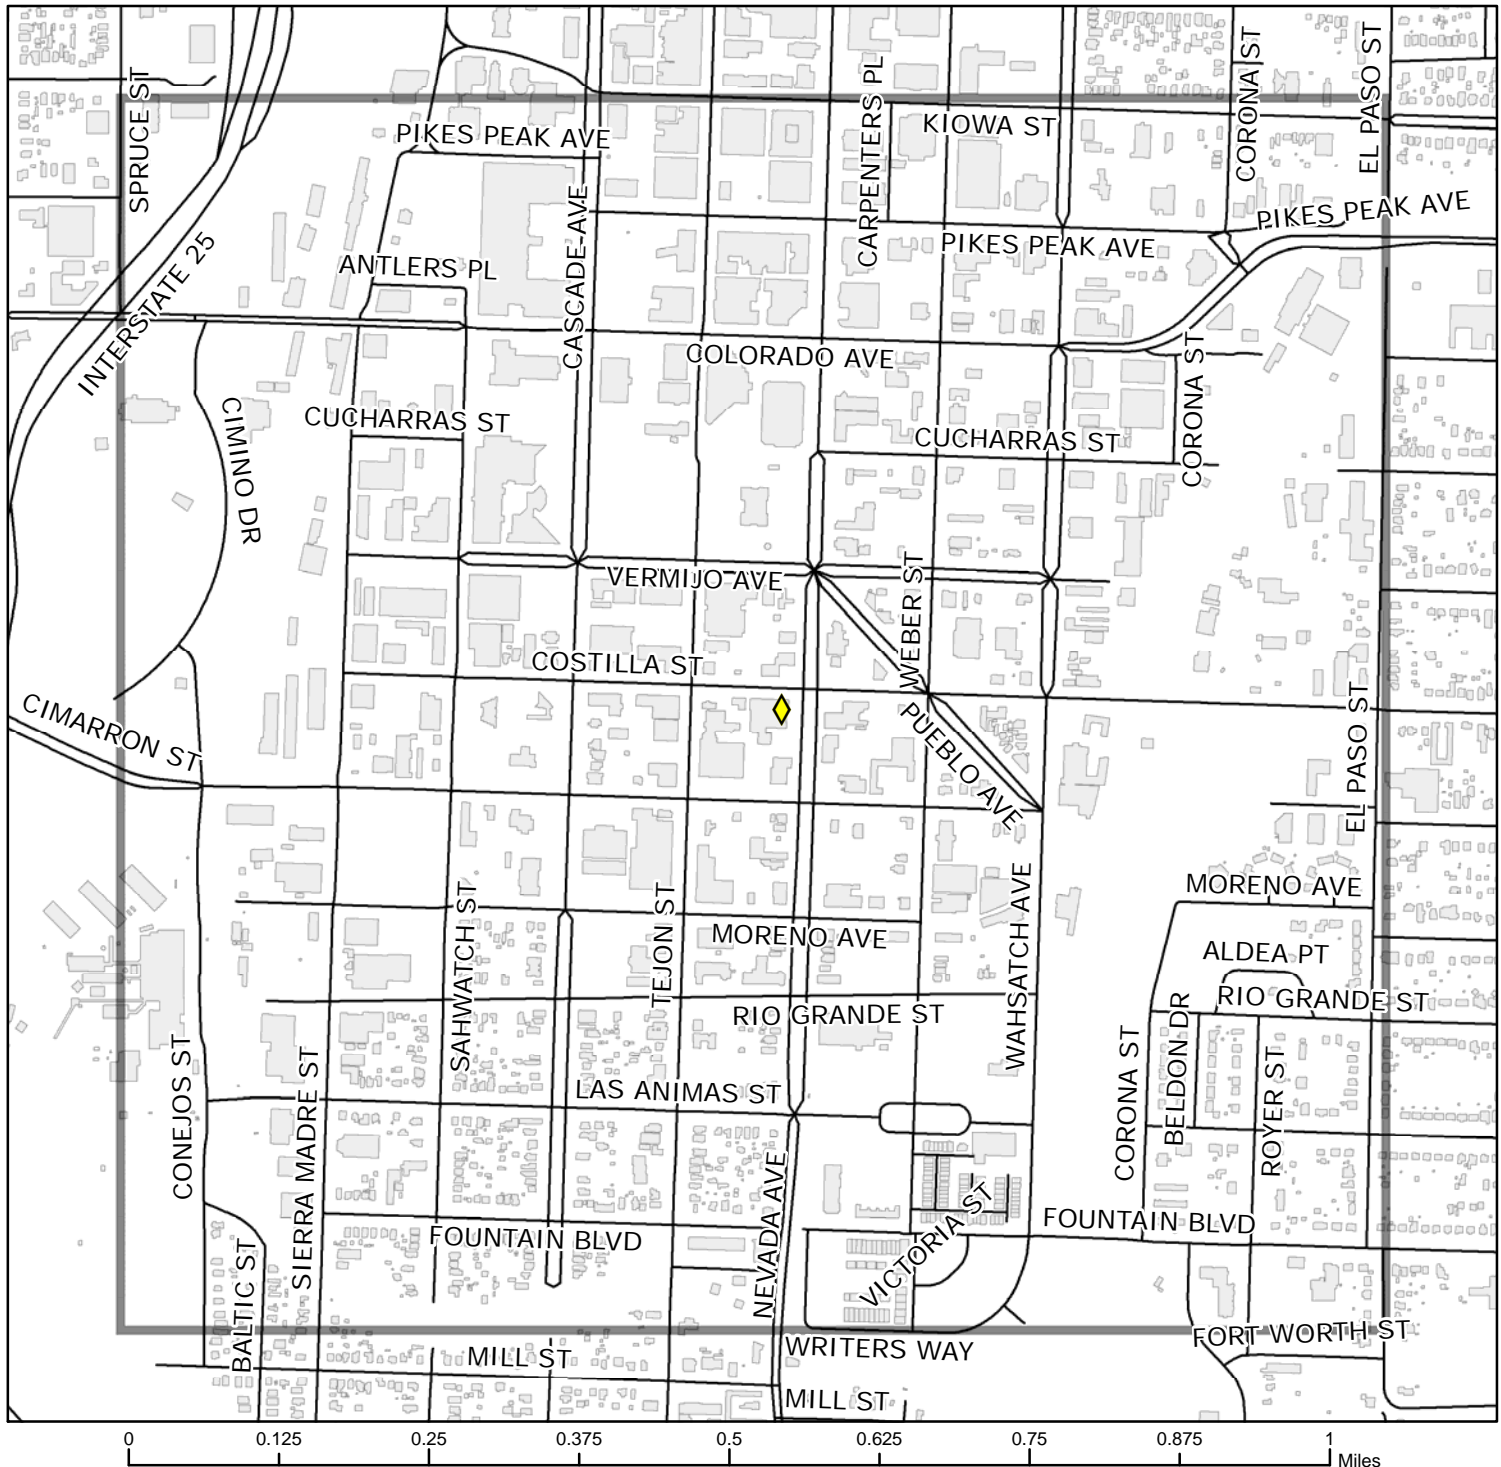 SPRUCE ST
CORONA ST
EL PASO ST
CARPENTERS PL
KIOWA ST
PIKES PEAK AVE
PIKES PEAK AVE
PIKES PEAK AVE
CASCADE AVE
ANTLERS PL
INTERSTATE 25
COLORADO AVE
CORONA ST
CUCHARRAS ST
CUCHARRAS ST
CIMINO DR
VERMIJO AVE
WEBER ST
COSTILLA ST
CIMARRON ST
PUEBLO AVE
EL PASO ST
MORENO AVE
SAHWATCH ST
TEJON ST
MORENO AVE
WAHSATCH AVE
ALDEA PT
RIO GRANDE ST
RIO GRANDE ST
CONEJOS ST
SIERRA MADRE ST
LAS ANIMAS ST
CORONA ST
BELDON DR
ROYER ST
NEVADA AVE
VICTORIA ST
FOUNTAIN BLVD
FOUNTAIN BLVD
BALTIC ST
FORT WORTH ST
WRITERS WAY
MILL ST
MILL ST
0 0.125 0.25 0.375 0.5 0.625 0.75 0.875 1
Miles